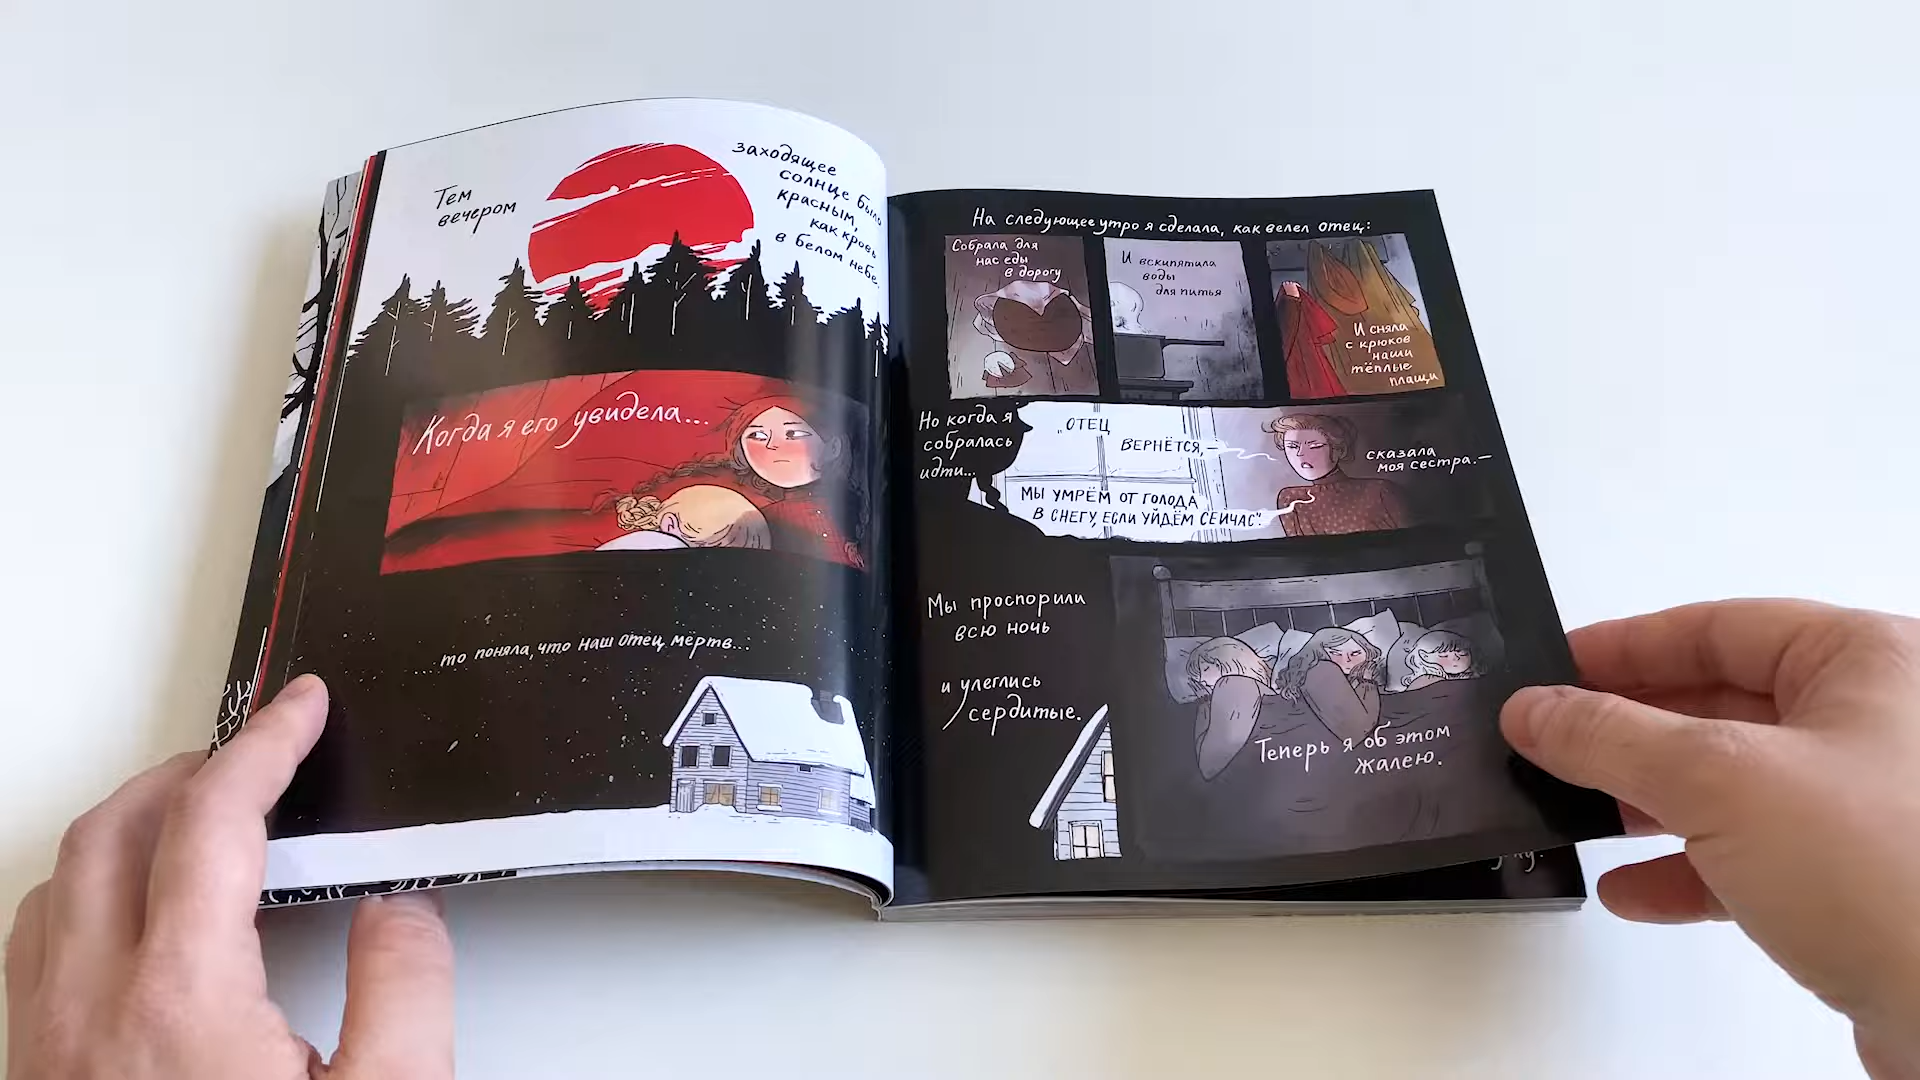 Тем
вечером
заходящее
солнце было
красным,
как кровь
в белом небе.
Когда я его увидела...
то поняла, что наш отец мертв...
На следующее утро я сделала, как велел отец:
Собрала для
нас еды
в дорогу
И вскипятила
воды
для питья
И сняла
с крюков
наши
тёплые
плащи
Но когда я
собралась
идти...
„ОТЕЦ
ВЕРНЁТСЯ, —
сказала
моя сестра. —
МЫ УМРЁМ ОТ ГОЛОДА
В СНЕГУ, ЕСЛИ УЙДЁМ СЕЙЧАС".
Мы проспорили
всю ночь
и улеглись
сердитые.
Теперь я об этом
жалею.